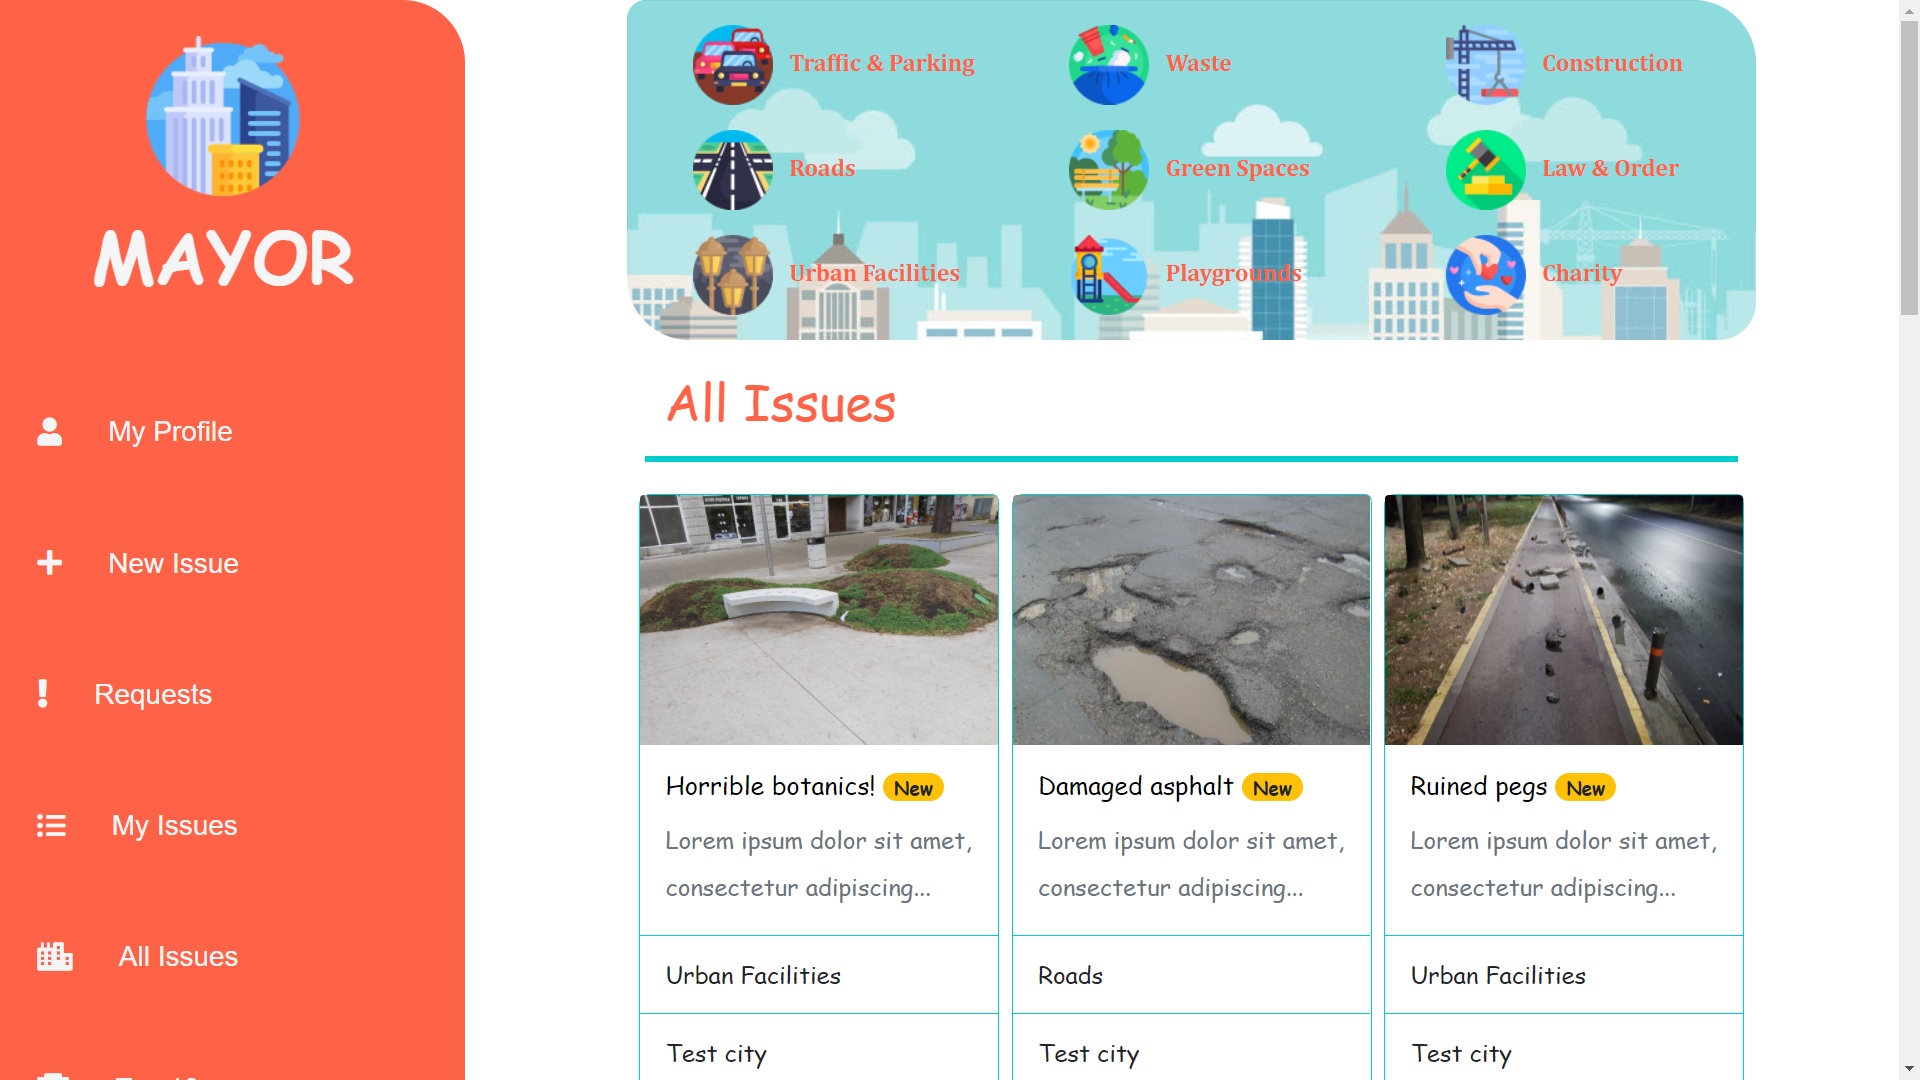 MAYOR
My Profile
New Issue
Requests
My Issues
All Issues
Traffic & Parking
Waste
Construction
Roads
Green Spaces
Law & Order
Urban Facilities
Playgrounds
Charity
All Issues
Horrible botanics! New
Lorem ipsum dolor sit amet,
consectetur adipiscing...
Urban Facilities
Test city
Damaged asphalt New
Lorem ipsum dolor sit amet,
consectetur adipiscing...
Roads
Test city
Ruined pegs New
Lorem ipsum dolor sit amet,
consectetur adipiscing...
Urban Facilities
Test city